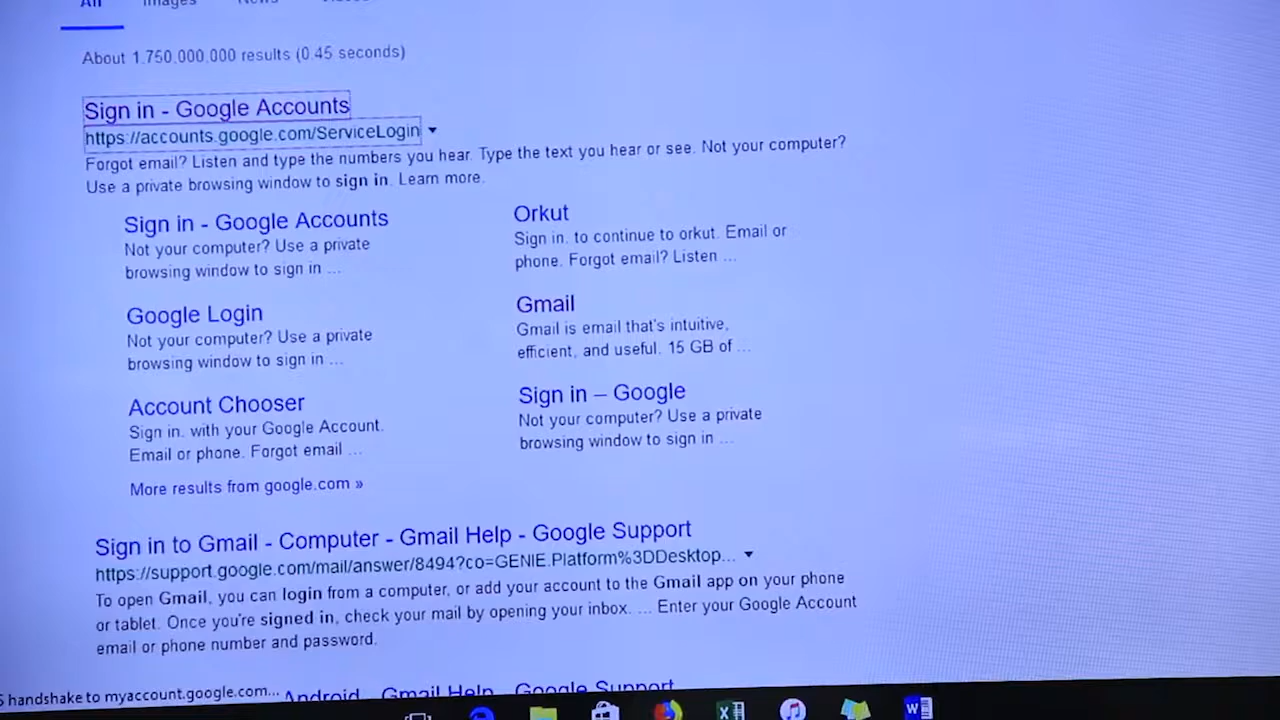 All Images News
About 1,750,000,000 results (0.45 seconds)
Sign in - Google Accounts
https://accounts.google.com/ServiceLogin
Forgot email? Listen and type the numbers you hear. Type the text you hear or see. Not your computer?
Use a private browsing window to sign in. Learn more.
Sign in - Google Accounts
Not your computer? Use a private
browsing window to sign in ...
Orkut
Sign in. to continue to orkut. Email or
phone. Forgot email? Listen ...
Google Login
Not your computer? Use a private
browsing window to sign in ...
Gmail
Gmail is email that's intuitive,
efficient, and useful. 15 GB of ...
Account Chooser
Sign in. with your Google Account.
Email or phone. Forgot email ...
Sign in – Google
Not your computer? Use a private
browsing window to sign in ...
More results from google.com »
Sign in to Gmail - Computer - Gmail Help - Google Support
https://support.google.com/mail/answer/8494?co=GENIE.Platform%3DDesktop...
To open Gmail, you can login from a computer, or add your account to the Gmail app on your phone
or tablet. Once you're signed in, check your mail by opening your inbox. ... Enter your Google Account
email or phone number and password.
handshake to myaccount.google.com...
Android - Gmail Help - Google Support